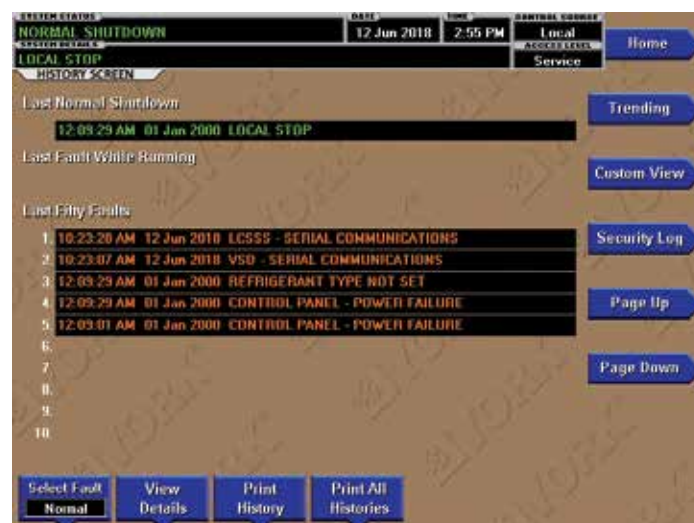 SYSTEM STATUS
NORMAL SHUTDOWN
DATE
12 Jun 2018
TIME
2:55 PM
CONTROL SOURCE
Local
SYSTEM DETAILS
LOCAL STOP
ACCESS LEVEL
Service
Home
HISTORY SCREEN
Last Normal Shutdown
12:09:29 AM 01 Jan 2000 LOCAL STOP
Trending
Last Fault While Running
Custom View
Last Fifty Faults
1. 10:23:20 AM 12 Jun 2018 LCSSS - SERIAL COMMUNICATIONS
Security Log
2. 10:23:07 AM 12 Jun 2018 VSD - SERIAL COMMUNICATIONS
3. 12:09:29 AM 01 Jan 2000 REFRIGERANT TYPE NOT SET
4. 12:09:29 AM 01 Jan 2000 CONTROL PANEL - POWER FAILURE
Page Up
5. 12:09:01 AM 01 Jan 2000 CONTROL PANEL - POWER FAILURE
6.
7.
Page Down
8.
9.
10.
Select Fault
Normal
View
Details
Print
History
Print All
Histories
YORK